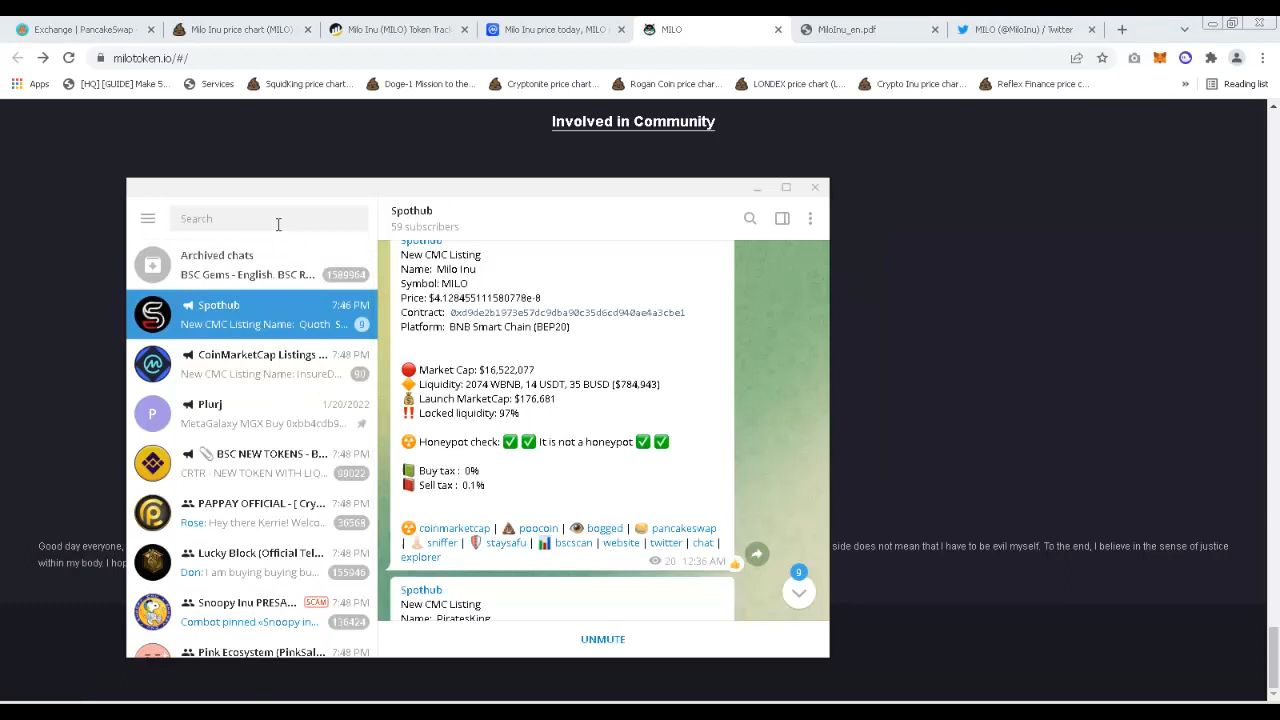 Exchange | PancakeSwap
Milo Inu price chart (MILO)
Milo Inu (MILO) Token Track
Milo Inu price today, MILO
MILO
MiloInu_en.pdf
MILO (@MiloInu) / Twitter
milotoken.io/#/
Apps
[HQ][GUIDE] Make 5...
Services
SquidKing price chart...
Doge-1 Mission to the...
Cryptonite price chart...
Rogan Coin price char...
LONDEX price chart (L...
Crypto Inu price char...
Reflex Finance price c...
»
Reading list
Involved in Community
Search
Archived chats
BSC Gems - English. BSC R... 1589964
Spothub 7:46 PM
New CMC Listing Name: Quoth S... 9
CoinMarketCap Listings ... 7:48 PM
New CMC Listing Name: InsureD... 90
P
Plurj 1/20/2022
MetaGalaxy MGX Buy 0xbb4cdb9...
BSC NEW TOKENS - B... 7:48 PM
CRTR - NEW TOKEN WITH LIQ... 99022
PAPPAY OFFICIAL - [ Cry... 7:48 PM
Rose: Hey there Kerrie! Welco... 36568
Lucky Block (Official Tel... 7:48 PM
Don: I am buying buying bu... 155946
Snoopy Inu PRESA... SCAM 7:48 PM
Combot pinned «Snoopy in... 136424
Pink Ecosystem (PinkSal... 7:48 PM
Spothub
59 subscribers
Spothub
New CMC Listing
Name: Milo Inu
Symbol: MILO
Price: $4.128455111580778e-8
Contract: 0xd9de2b1973e57dc9dba90c35d6cd940ae4a3cbe1
Platform: BNB Smart Chain (BEP20)
Market Cap: $16,522,077
Liquidity: 2074 WBNB, 14 USDT, 35 BUSD [$784,943)
Launch MarketCap: $176,681
Locked liquidity: 97%
Honeypot check: It is not a honeypot
Buy tax : 0%
Sell tax : 0.1%
coinmarketcap | poocoin | bogged | pancakeswap
| sniffer | staysafu | bscscan | website | twitter | chat |
explorer
20 12:36 AM
9
Spothub
New CMC Listing
Name: PiratesKing
UNMUTE
Good day everyone,
side does not mean that I have to be evil myself. To the end, I believe in the sense of justice
within my body. I hop